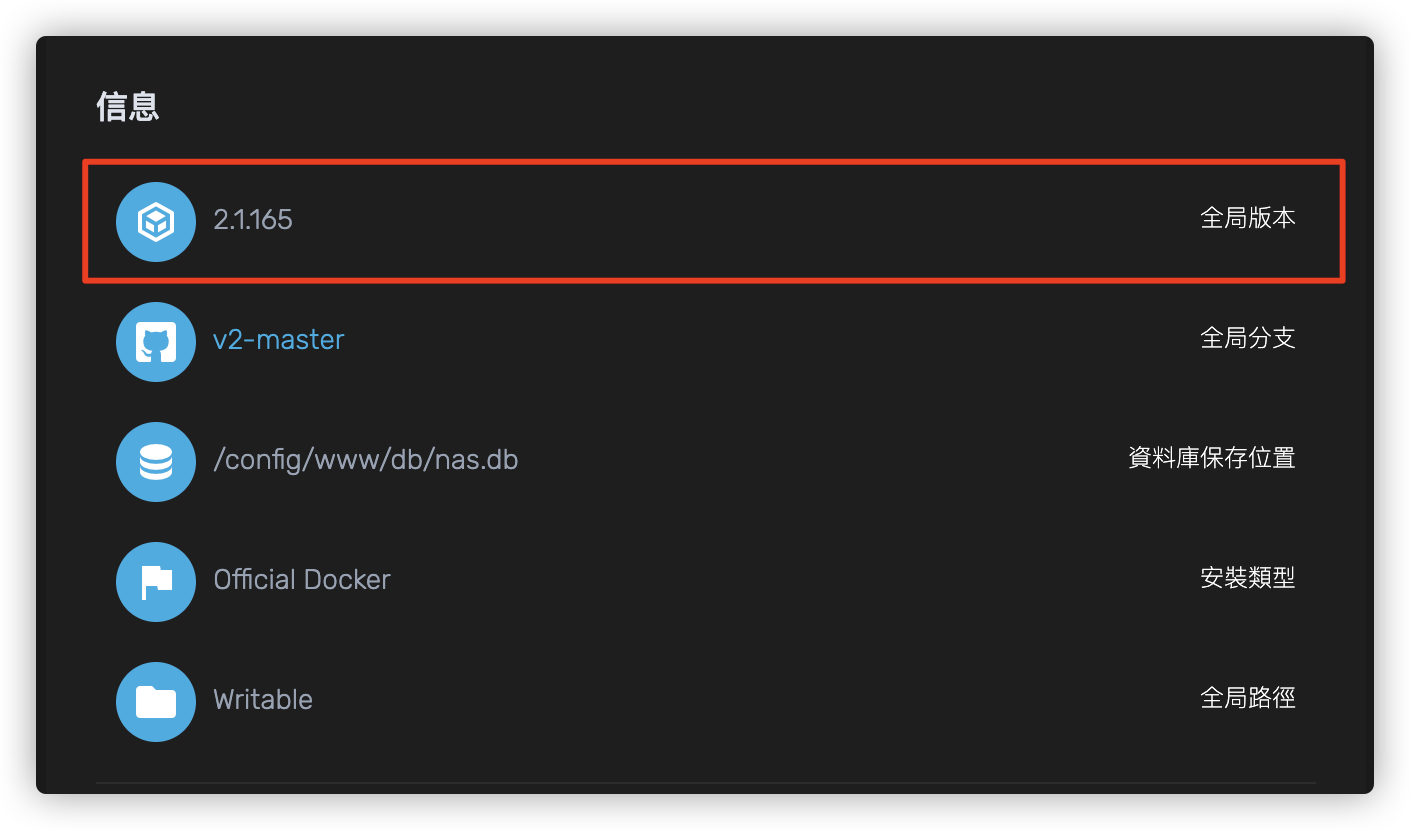 信息
2.1.165 全局版本
v2-master 全局分支
/config/www/db/nas.db 資料庫保存位置
Official Docker 安裝類型
Writable 全局路徑